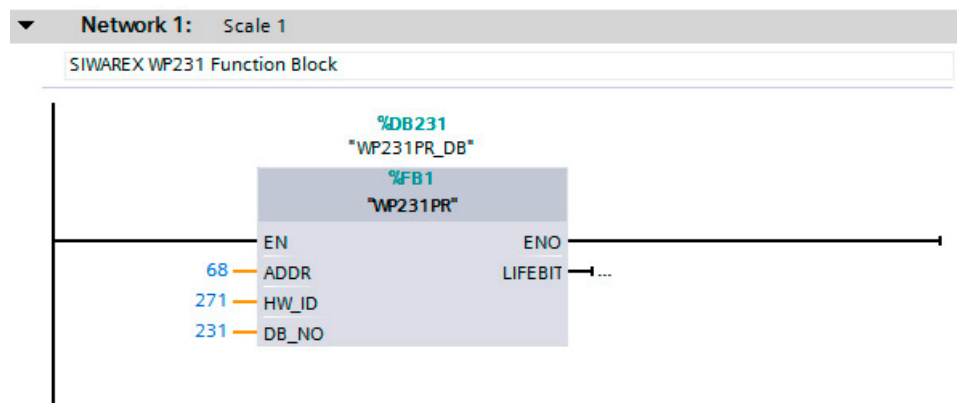 Network 1: Scale 1
SIWAREX WP231 Function Block
%DB231
"WP231PR_DB"
%FB1
"WP231PR"
EN ENO
68 ADDR LIFEBIT ...
271 HW_ID
231 DB_NO